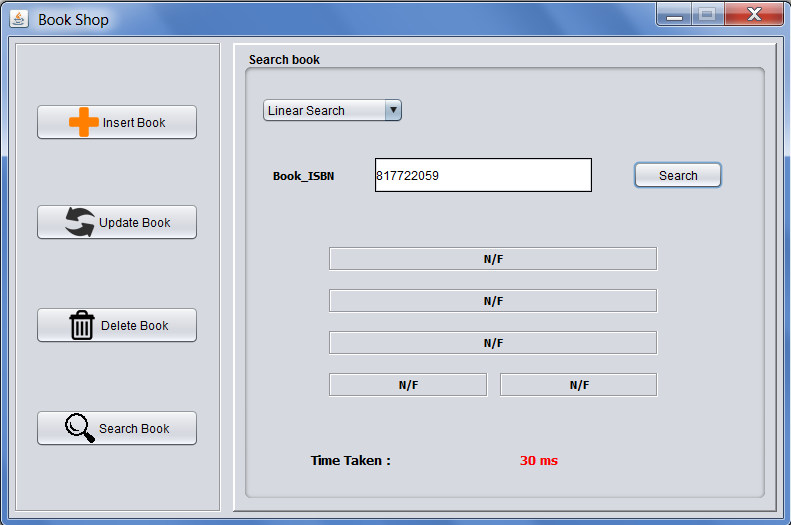 Book Shop
Insert Book
Update Book
Delete Book
Search Book
Search book
Linear Search
Book_ISBN
817722059
Search
N/F
N/F
N/F
N/F N/F
Time Taken : 30 ms